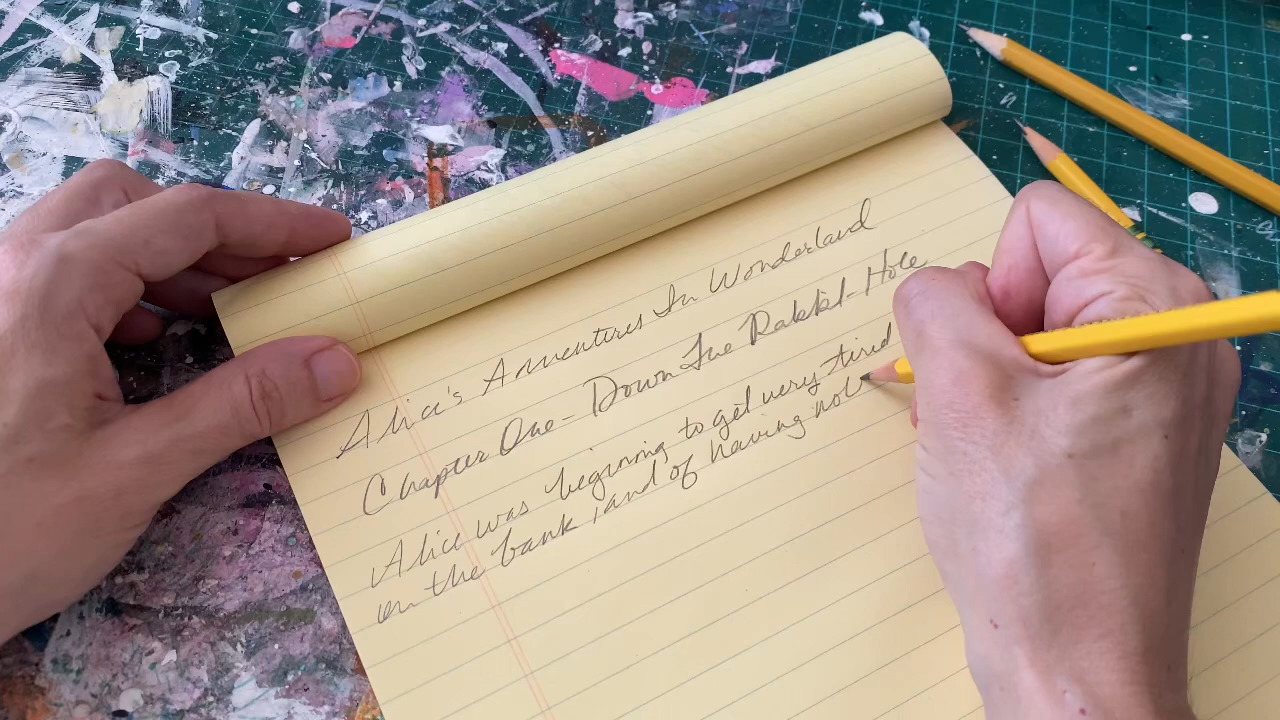 Alice's Aventures In Wonderland
Chapter One - Down The Rabbit-Hole
Alice was beginning to get very tired
on the bank, and of having not